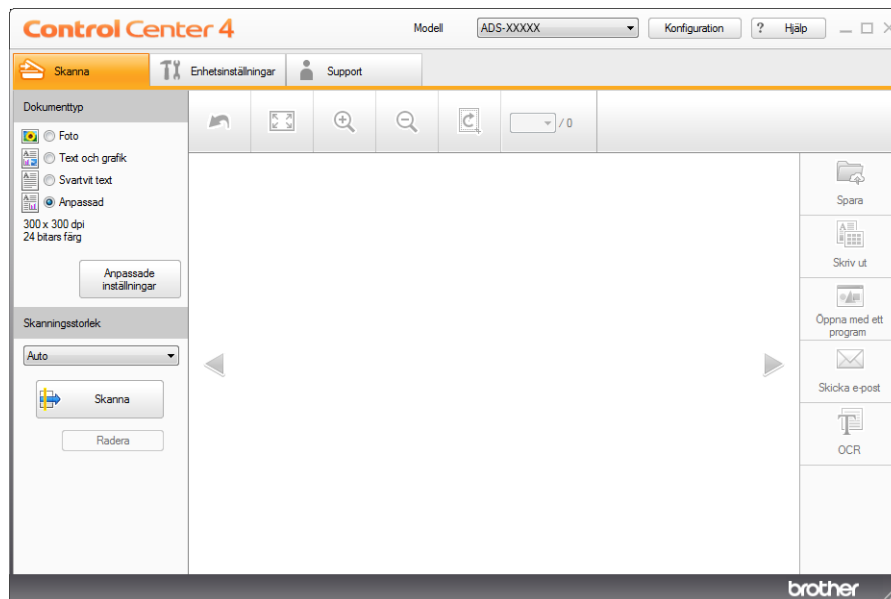 Control Center 4
Modell
ADS-XXXXX
Konfiguration
? Hjälp
Skanna
Enhetsinställningar
Support
Dokumenttyp
Foto
Text och grafik
Svartvit text
Anpassad
300 x 300 dpi
24 bitars färg
Anpassade
inställningar
Skanningsstorlek
Auto
Skanna
Radera
/ 0
Spara
Skriv ut
Öppna med ett
program
Skicka e-post
OCR
brother